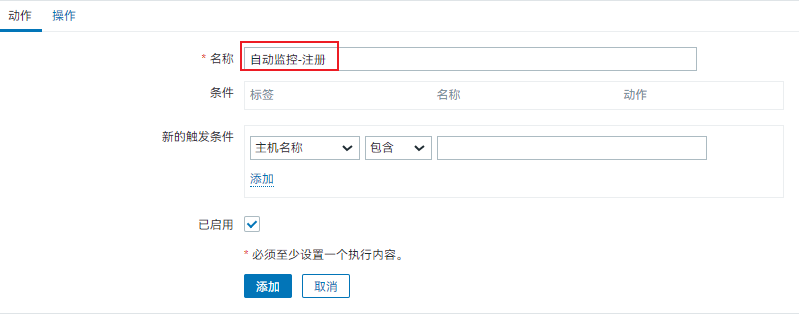 动作 操作
* 名称 自动监控-注册
条件 标签 名称 动作
新的触发条件 主机名称 包含
添加
已启用
* 必须至少设置一个执行内容。
添加 取消